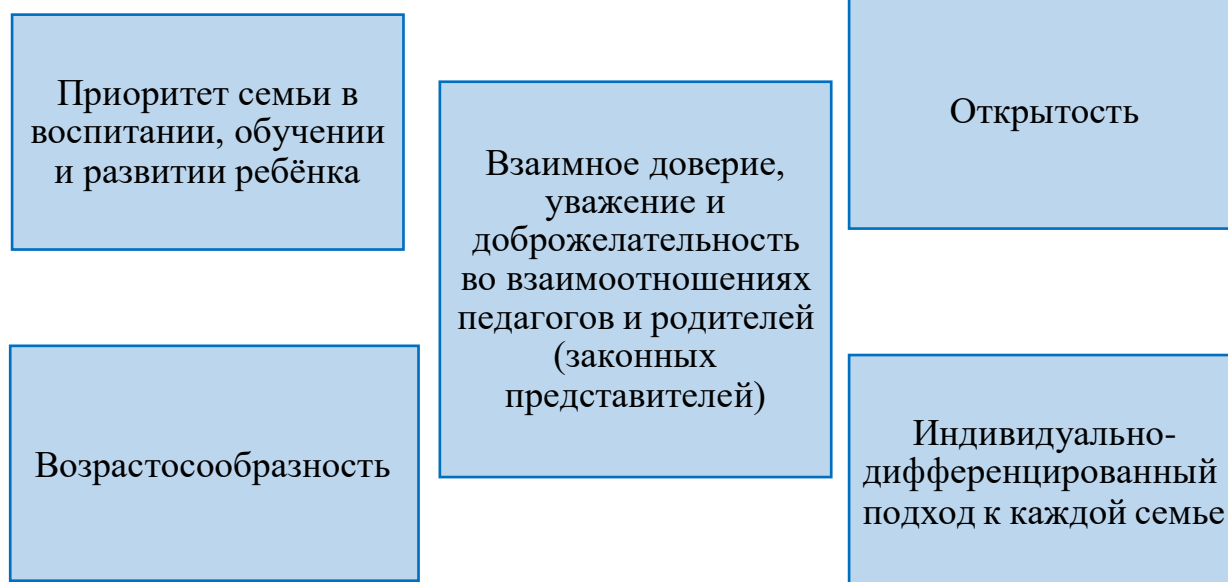 Приоритет семьи в
воспитании, обучении
и развитии ребёнка
Взаимное доверие,
уважение и
доброжелательность
во взаимоотношениях
педагогов и родителей
(законных
представителей)
Открытость
Возрастосообразность
Индивидуально-
дифференцированный
подход к каждой семье